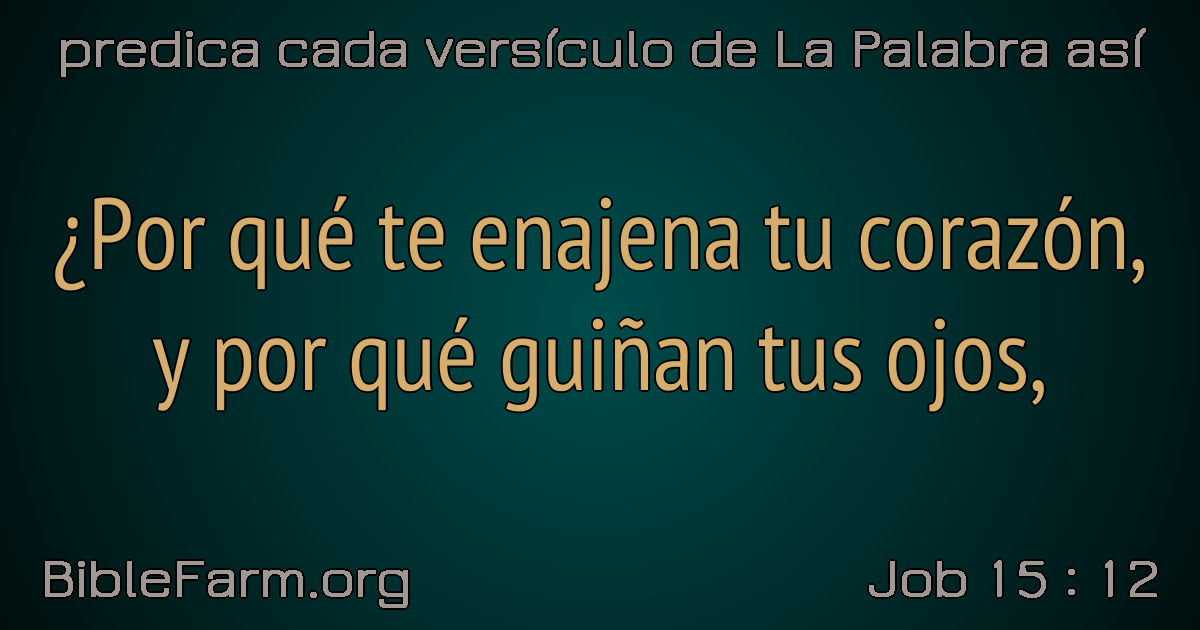 predica cada versículo de La Palabra así
¿Por qué te enajena tu corazón,
y por qué guiñan tus ojos,
BibleFarm.org
Job 15 : 12